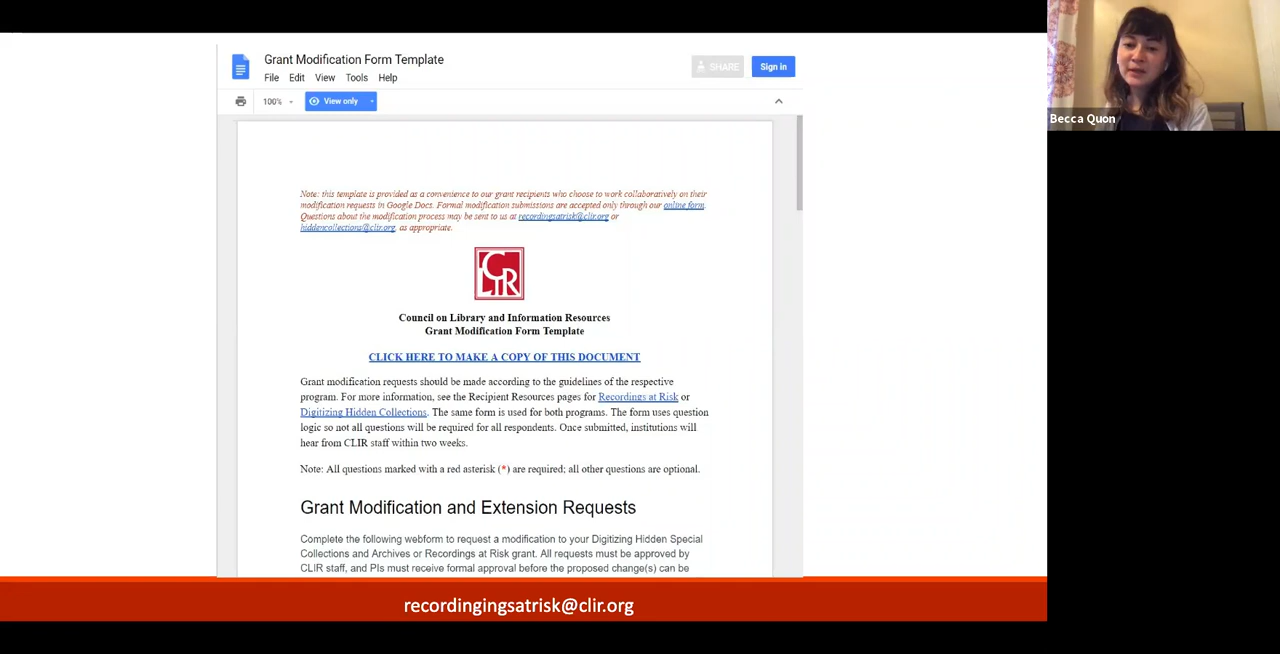 Grant Modification Form Template
File Edit View Tools Help
SHARE
Sign in
100%
View only
Becca Quon
Note: this template is provided as a convenience to our grant recipients who choose to work collaboratively on their
modification requests in Google Docs. Formal modification submissions are accepted only through our online form.
Questions about the modification process may be sent to us at recordingsatrisk@clir.org or
hiddencollections@clir.org, as appropriate.
CLIR
Council on Library and Information Resources
Grant Modification Form Template
CLICK HERE TO MAKE A COPY OF THIS DOCUMENT
Grant modification requests should be made according to the guidelines of the respective
program. For more information, see the Recipient Resources pages for Recordings at Risk or
Digitizing Hidden Collections. The same form is used for both programs. The form uses question
logic so not all questions will be required for all respondents. Once submitted, institutions will
hear from CLIR staff within two weeks.
Note: All questions marked with a red asterisk (*) are required; all other questions are optional.
Grant Modification and Extension Requests
Complete the following webform to request a modification to your Digitizing Hidden Special
Collections and Archives or Recordings at Risk grant. All requests must be approved by
CLIR staff, and PIs must receive formal approval before the proposed change(s) can be
recordingingsatrisk@clir.org